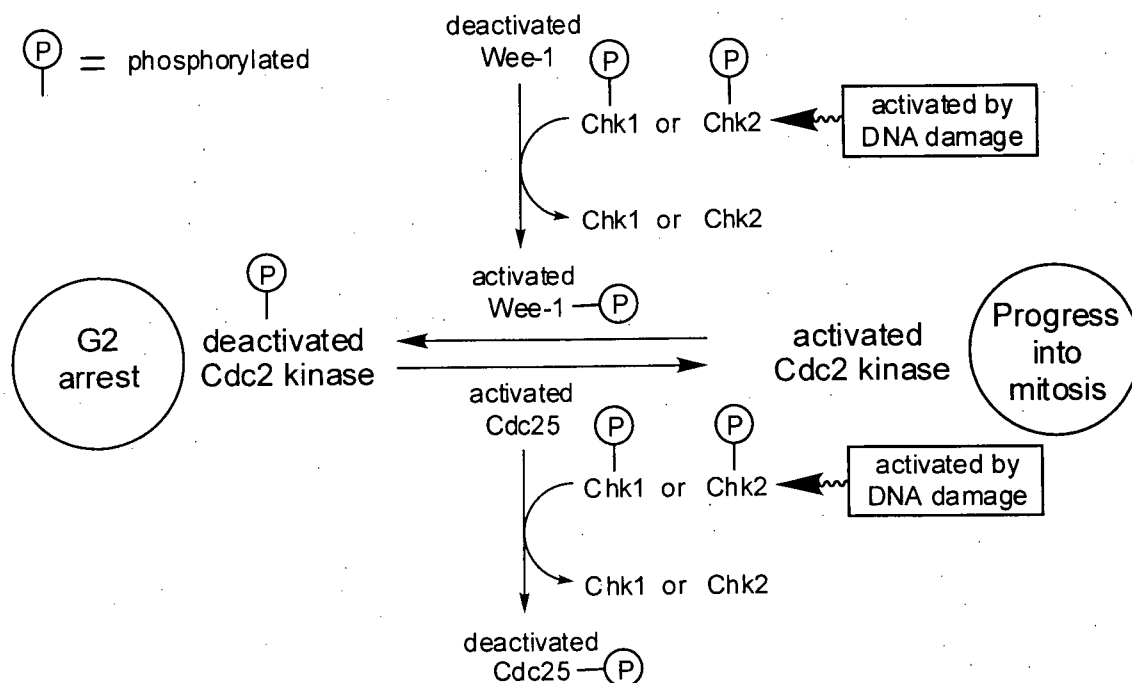 P = phosphorylated
deactivated
Wee-1
P P
Chk1 or Chk2
activated by
DNA damage
Chk1 or Chk2
activated
Wee-1 P
P
G2
arrest
deactivated
Cdc2 kinase
activated
Cdc2 kinase
Progress
into
mitosis
activated
Cdc25
P P
Chk1 or Chk2
activated by
DNA damage
Chk1 or Chk2
deactivated
Cdc25 P